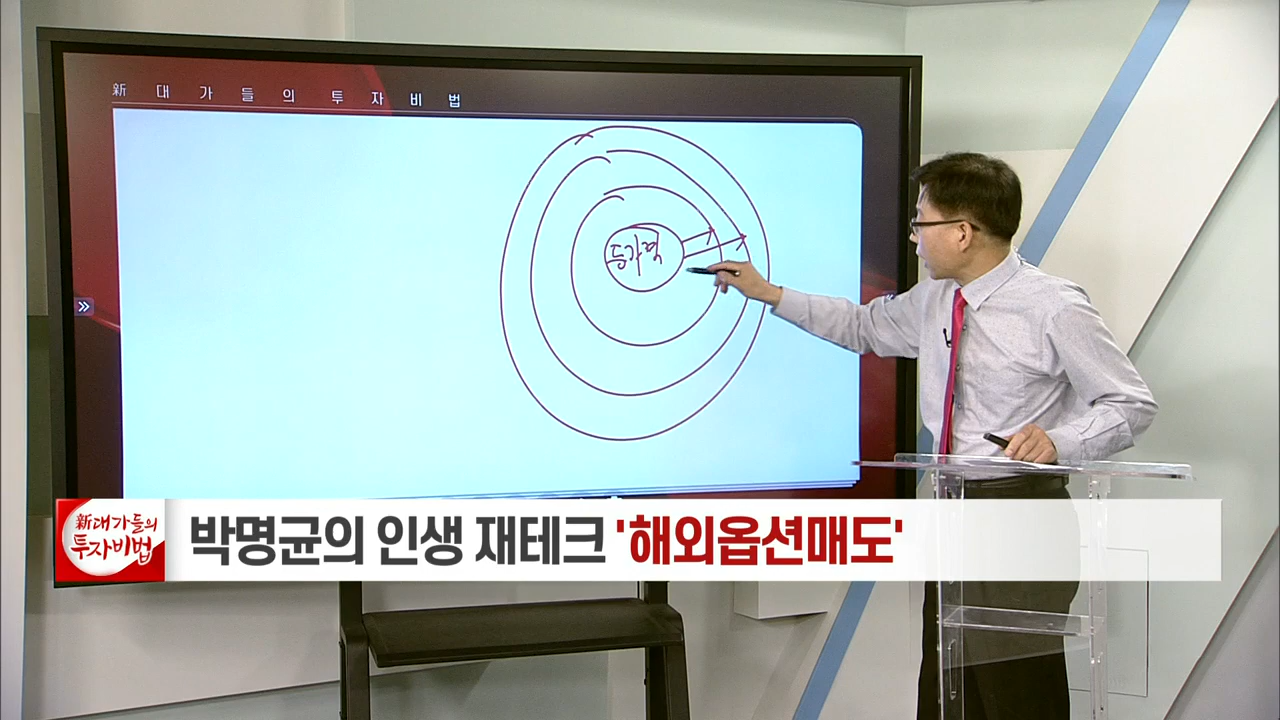 新 대가들의 투자비법
등가격
新대가들의
투자비법
박명균의 인생 재테크 '해외옵션매도'